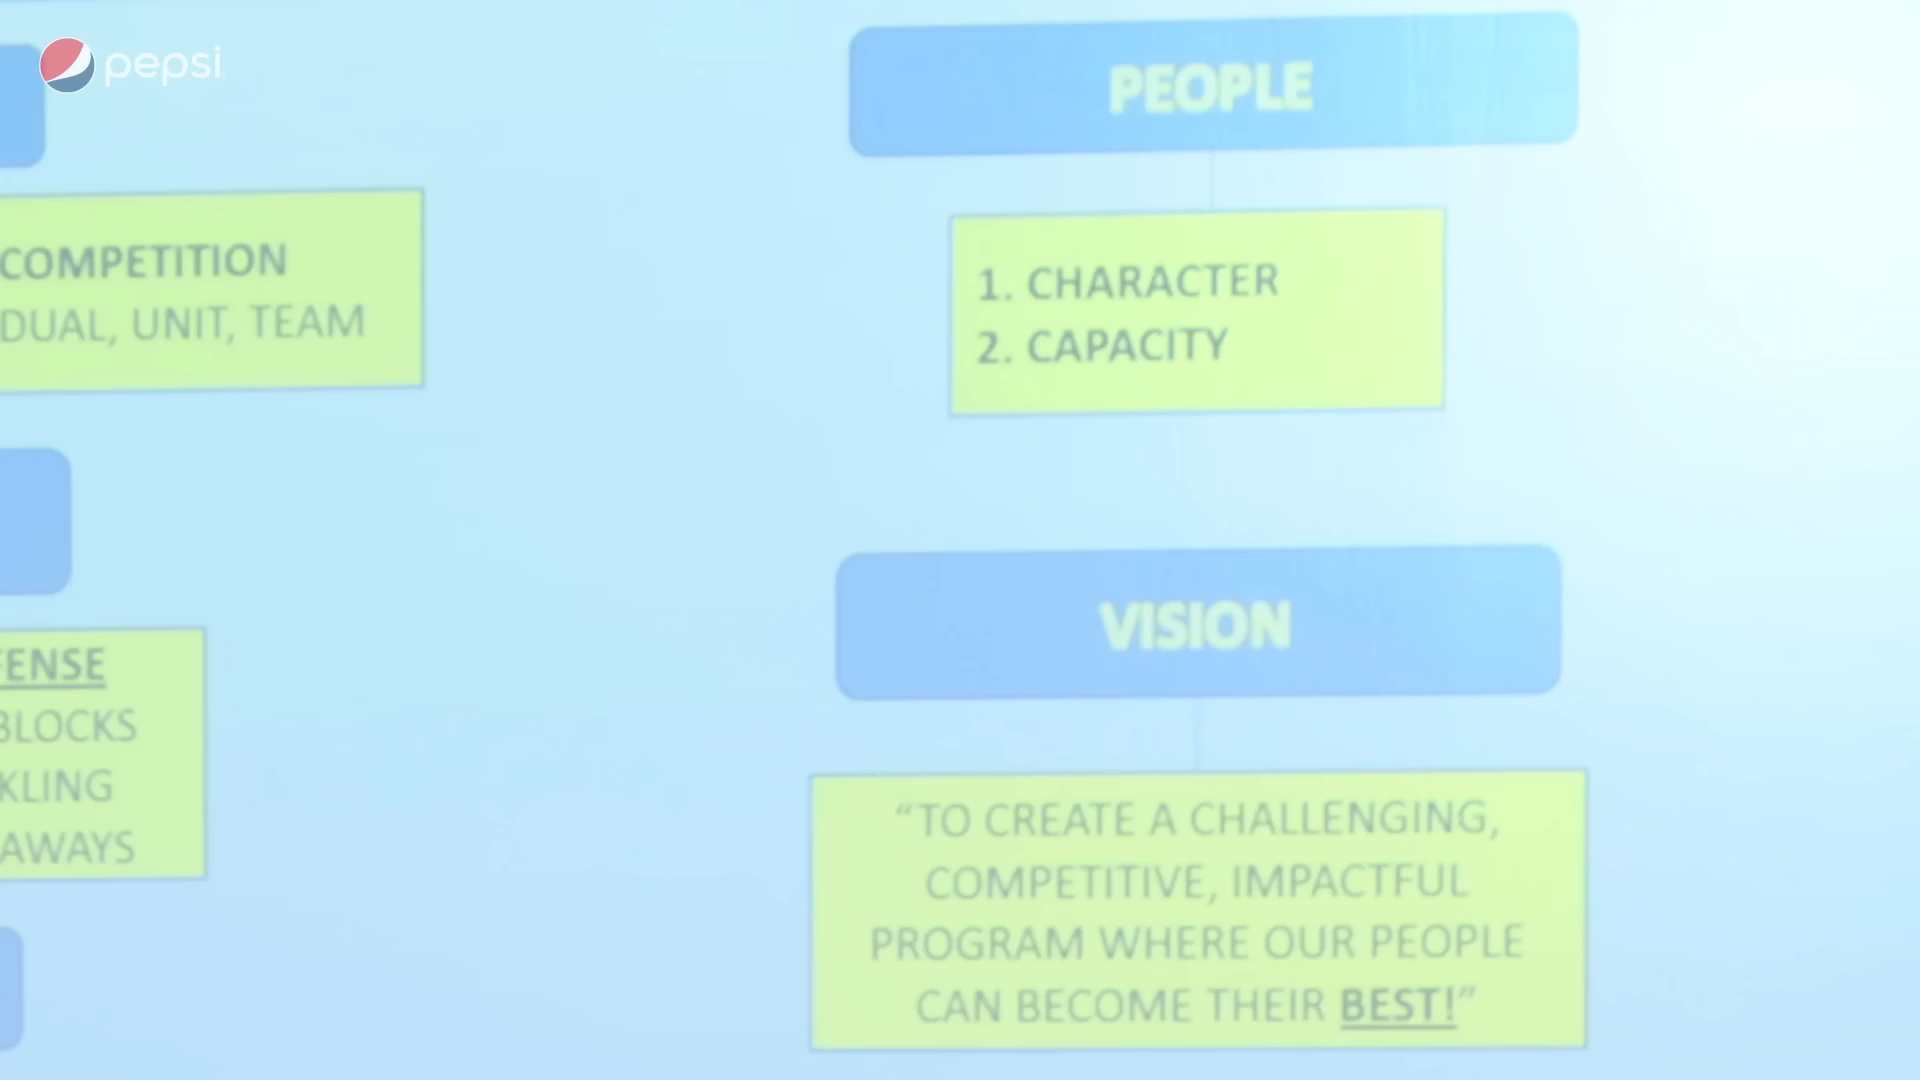 pepsi
COMPETITION
DUAL, UNIT, TEAM
FENSE
BLOCKS
KLING
AWAYS
PEOPLE
1. CHARACTER
2. CAPACITY
VISION
“TO CREATE A CHALLENGING,
COMPETITIVE, IMPACTFUL
PROGRAM WHERE OUR PEOPLE
CAN BECOME THEIR BEST!”